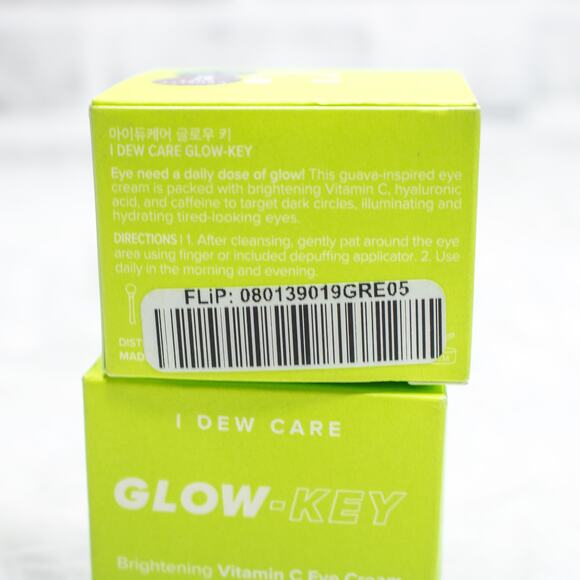 아이듀케어 글로우 키
I DEW CARE GLOW-KEY
Eye need a daily dose of glow! This guava-inspired eye
cream is packed with brightening Vitamin C, hyaluronic
acid, and caffeine to target dark circles, illuminating and
hydrating tired-looking eyes.
DIRECTIONS | 1. After cleansing, gently pat around the eye
area using finger or included depuffing applicator. 2. Use
daily in the morning and evening.
FLiP: 080139019GRE05
DIST
MAD
I DEW CARE
GLOW-KEY
Brightening Vitamin C Eye Cream